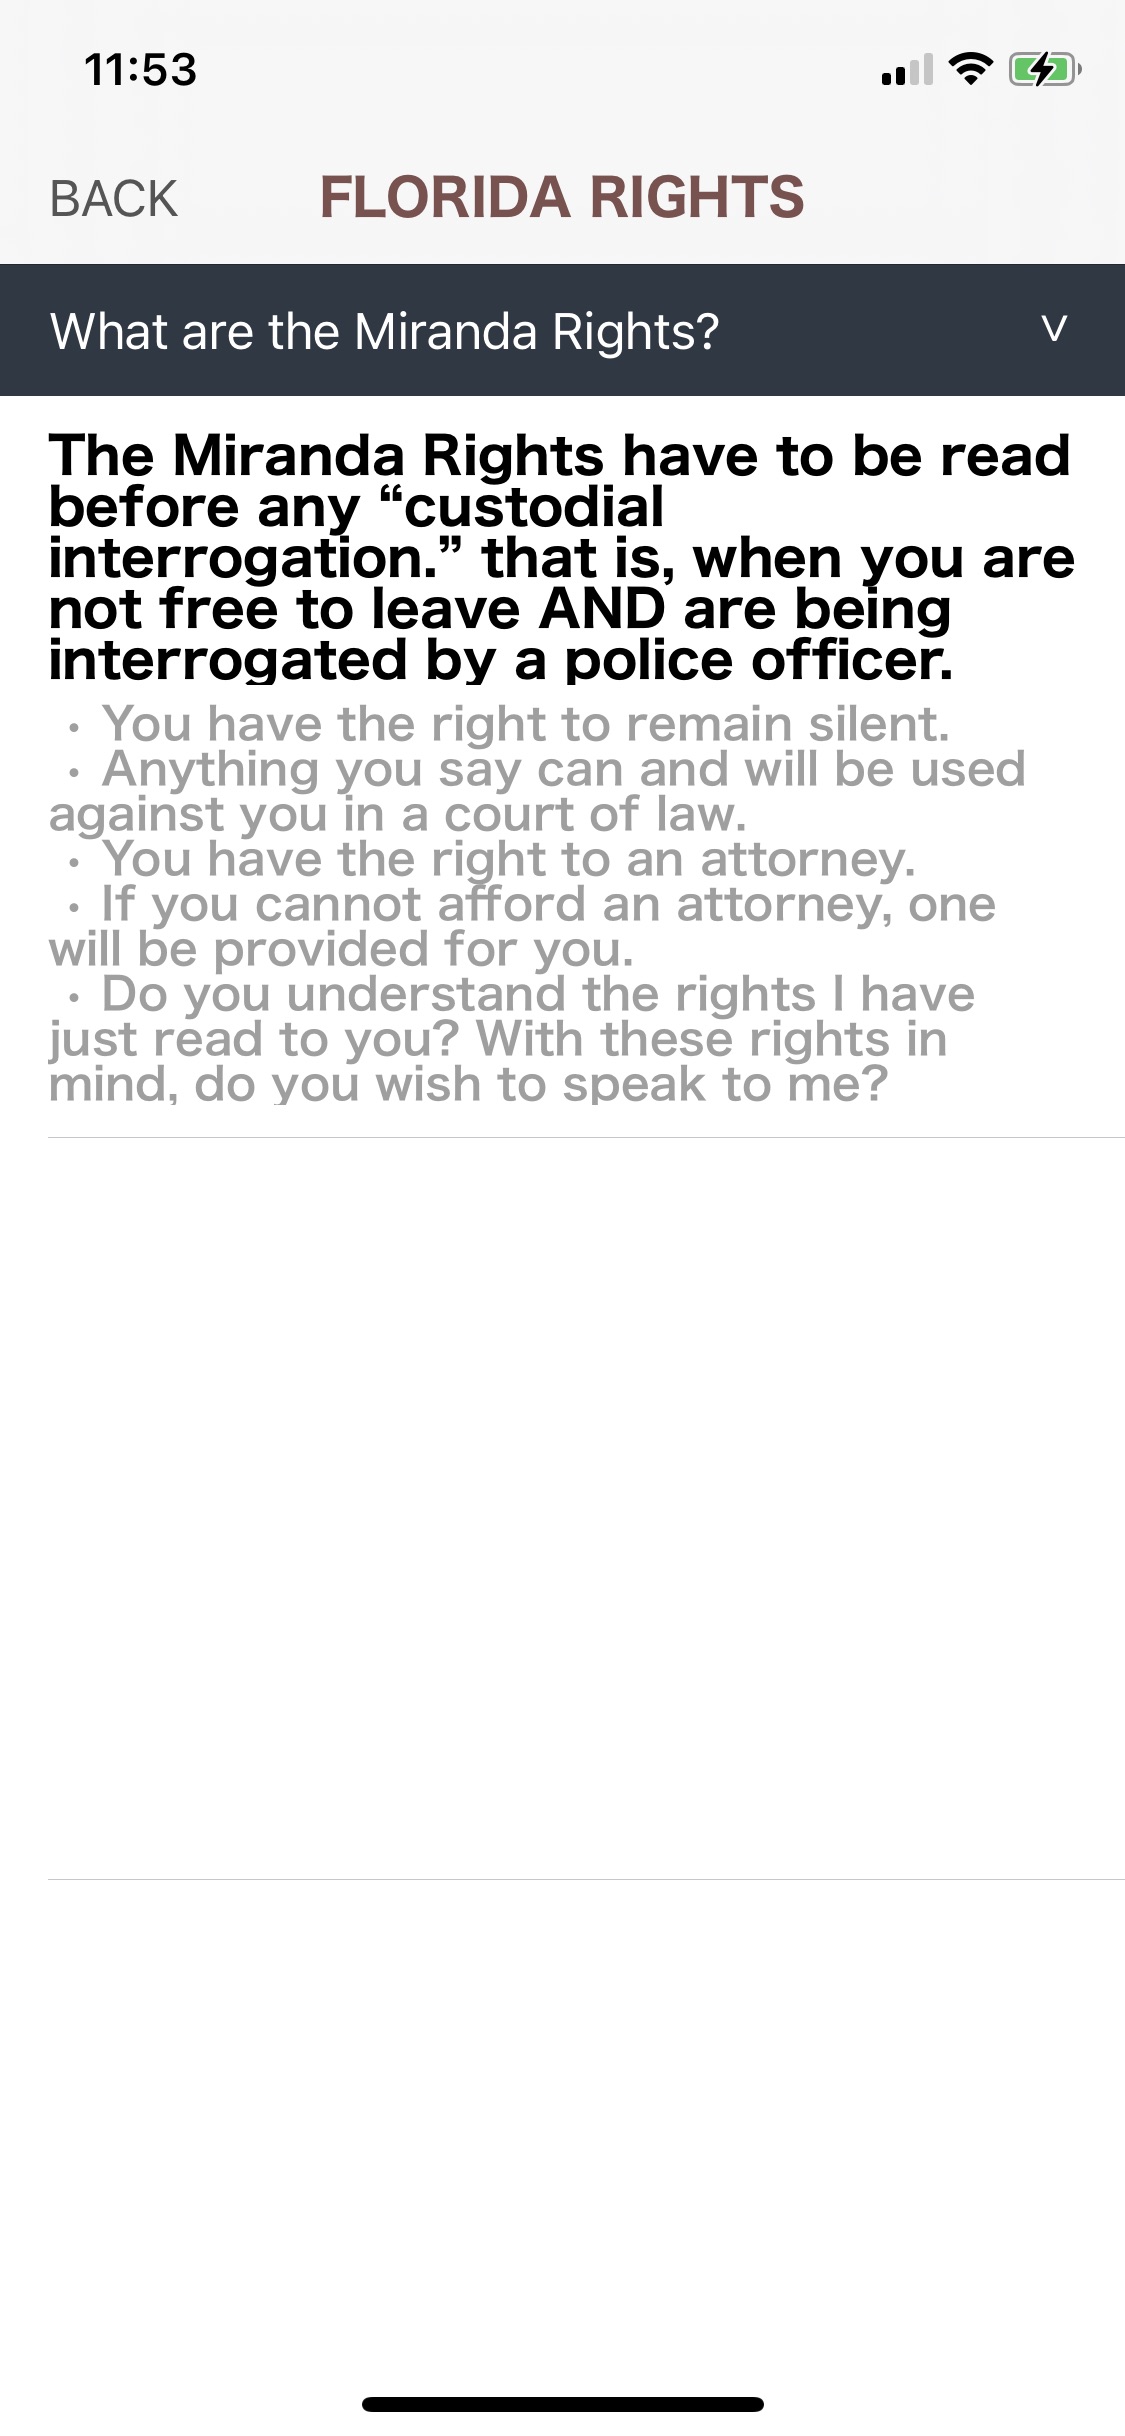 11:53
BACK
FLORIDA RIGHTS
What are the Miranda Rights?
V
The Miranda Rights have to be read
before any “custodial
interrogation.” that is, when you are
not free to leave AND are being
interrogated by a police officer.
• You have the right to remain silent.
• Anything you say can and will be used
against you in a court of law.
• You have the right to an attorney.
• If you cannot afford an attorney, one
will be provided for you.
• Do you understand the rights I have
just read to you? With these rights in
mind, do you wish to speak to me?